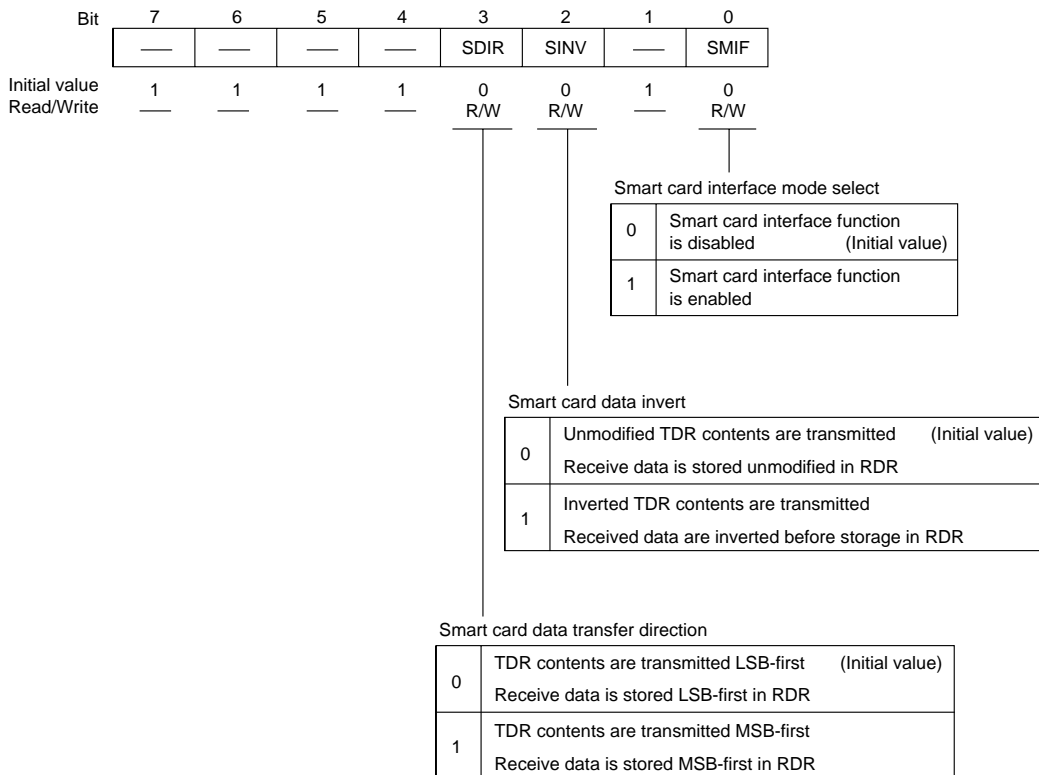 Bit 7 6 5 4 3 2 1 0
— — — — SDIR SINV — SMIF
Initial value 1 1 1 1 0 0 1 0
Read/Write — — — — R/W R/W — R/W
Smart card interface mode select
0 Smart card interface function
is disabled (Initial value)
1 Smart card interface function
is enabled
Smart card data invert
0 Unmodified TDR contents are transmitted (Initial value)
Receive data is stored unmodified in RDR
1 Inverted TDR contents are transmitted
Received data are inverted before storage in RDR
Smart card data transfer direction
0 TDR contents are transmitted LSB-first (Initial value)
Receive data is stored LSB-first in RDR
1 TDR contents are transmitted MSB-first
Receive data is stored MSB-first in RDR